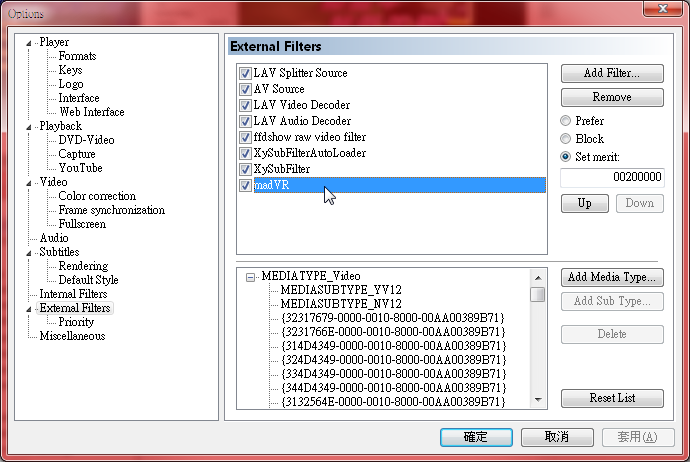 Options
Player
Formats
Keys
Logo
Interface
Web Interface
Playback
DVD-Video
Capture
YouTube
Video
Color correction
Frame synchronization
Fullscreen
Audio
Subtitles
Rendering
Default Style
Internal Filters
External Filters
Priority
Miscellaneous
External Filters
LAV Splitter Source
AV Source
LAV Video Decoder
LAV Audio Decoder
ffdshow raw video filter
XySubFilterAutoLoader
XySubFilter
madVR
Add Filter...
Remove
Prefer
Block
Set merit:
00200000
Up
Down
MEDIATYPE_Video
MEDIASUBTYPE_YV12
MEDIASUBTYPE_NV12
{32317679-0000-0010-8000-00AA00389B71}
{3231766E-0000-0010-8000-00AA00389B71}
{314D4349-0000-0010-8000-00AA00389B71}
{324D4349-0000-0010-8000-00AA00389B71}
{334D4349-0000-0010-8000-00AA00389B71}
{344D4349-0000-0010-8000-00AA00389B71}
{3132564E-0000-0010-8000-00AA00389B71}
Add Media Type...
Add Sub Type...
Delete
Reset List
確定
取消
套用(A)